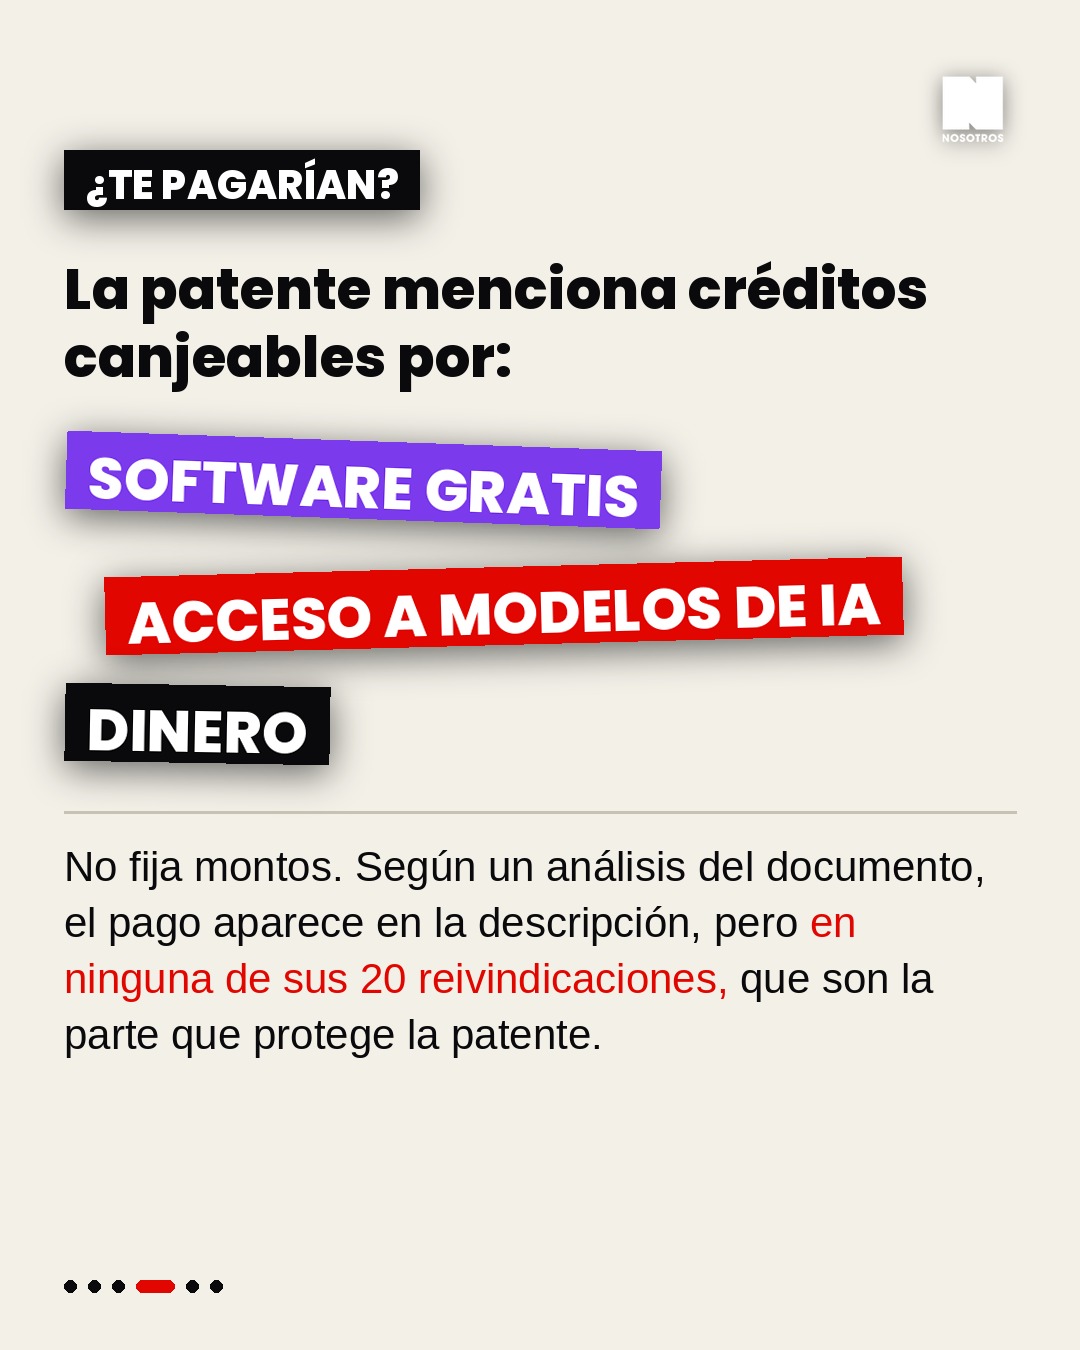 NOSOTROS
¿TE PAGARÍAN?
La patente menciona créditos
canjeables por:
SOFTWARE GRATIS
ACCESO A MODELOS DE IA
DINERO
No fija montos. Según un análisis del documento,
el pago aparece en la descripción, pero en
ninguna de sus 20 reivindicaciones, que son la
parte que protege la patente.